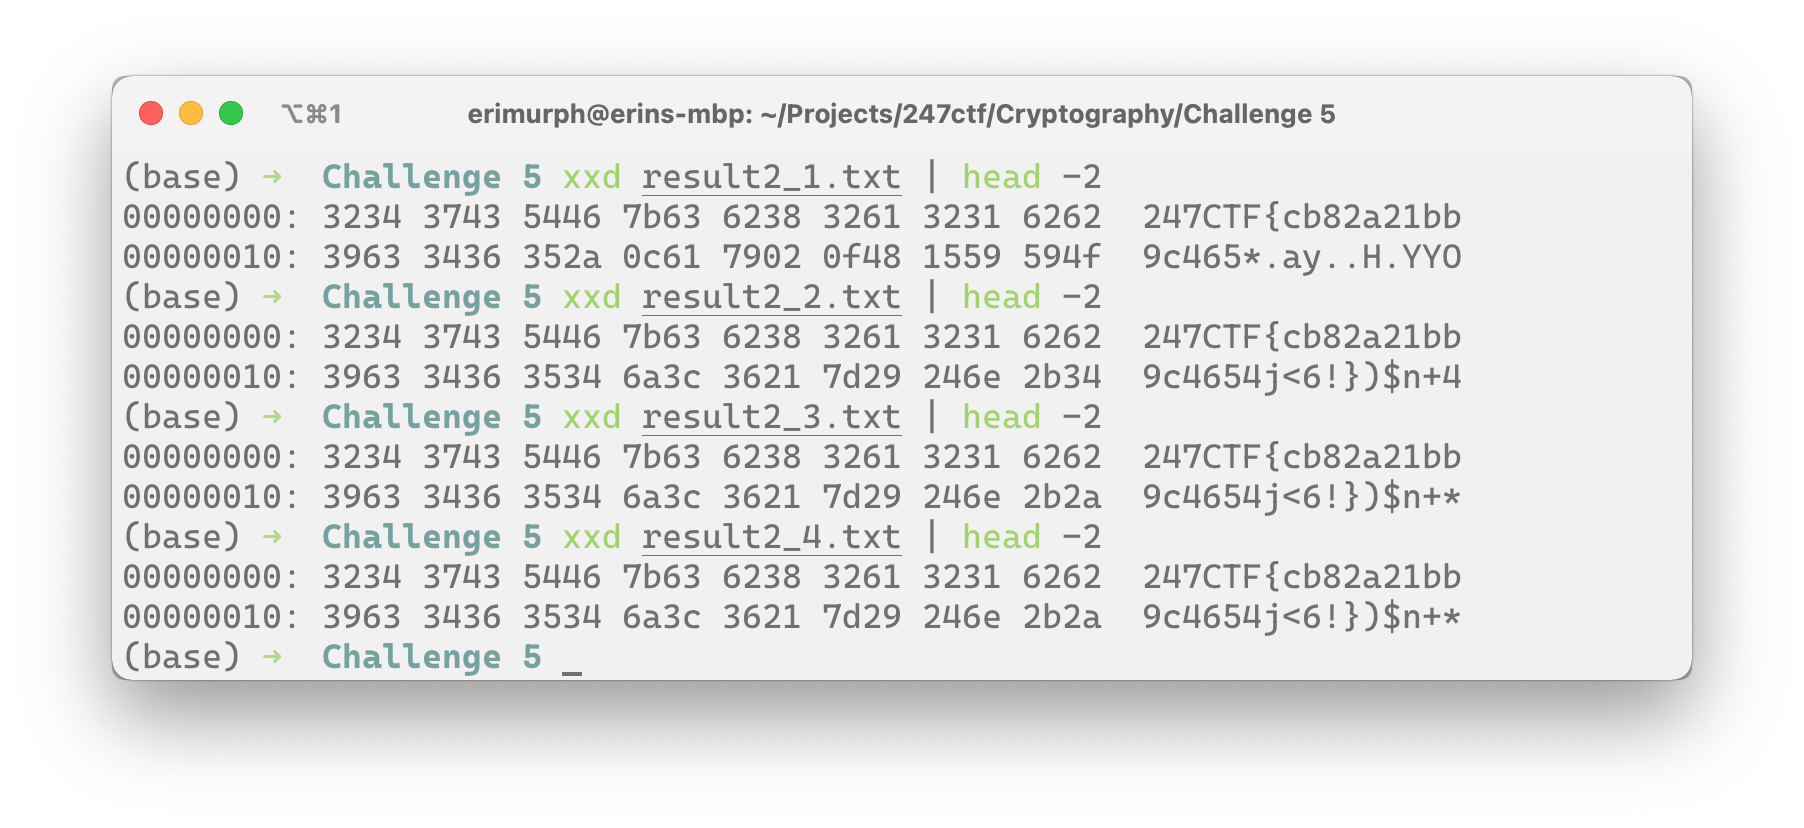 ⌥⌘1 erimurph@erins-mbp: ~/Projects/247ctf/Cryptography/Challenge 5
(base) → Challenge 5 xxd result2_1.txt | head -2
00000000: 3234 3743 5446 7b63 6238 3261 3231 6262  247CTF{cb82a21bb
00000010: 3963 3436 352a 0c61 7902 0f48 1559 594f  9c465*.ay..H.YYO
(base) → Challenge 5 xxd result2_2.txt | head -2
00000000: 3234 3743 5446 7b63 6238 3261 3231 6262  247CTF{cb82a21bb
00000010: 3963 3436 3534 6a3c 3621 7d29 246e 2b34  9c4654j<6!})$n+4
(base) → Challenge 5 xxd result2_3.txt | head -2
00000000: 3234 3743 5446 7b63 6238 3261 3231 6262  247CTF{cb82a21bb
00000010: 3963 3436 3534 6a3c 3621 7d29 246e 2b2a  9c4654j<6!})$n+*
(base) → Challenge 5 xxd result2_4.txt | head -2
00000000: 3234 3743 5446 7b63 6238 3261 3231 6262  247CTF{cb82a21bb
00000010: 3963 3436 3534 6a3c 3621 7d29 246e 2b2a  9c4654j<6!})$n+*
(base) → Challenge 5 _